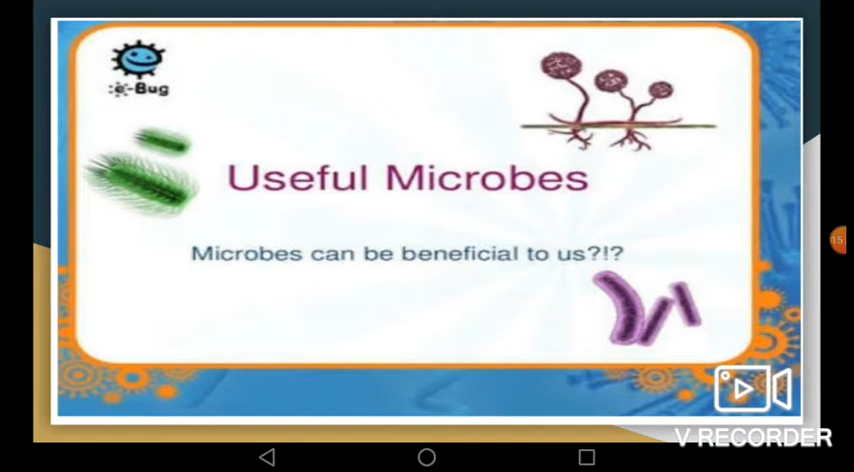 e-Bug
Useful Microbes
Microbes can be beneficial to us?!?
V RECORDER